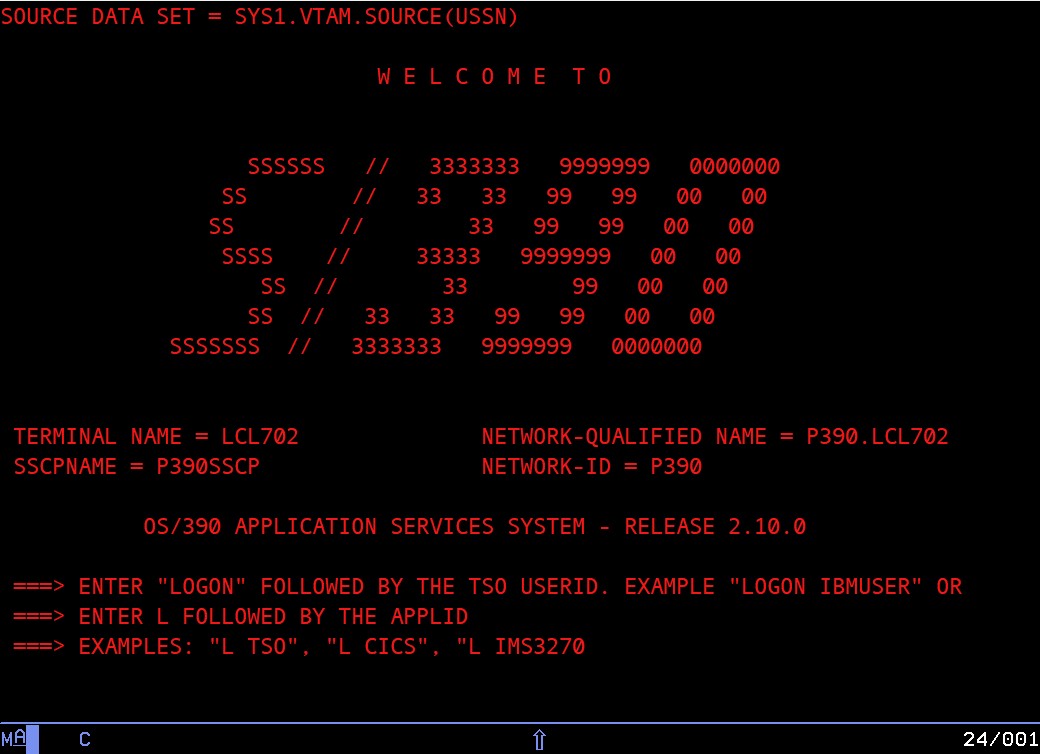 SOURCE DATA SET = SYS1.VTAM.SOURCE(USSN)
W E L C O M E  T O
SSSSSS   //   3333333   9999999   0000000
SS        //   33   33   99   99   00   00
SS        //        33   99   99   00   00
SSSS    //     33333   9999999   00   00
SS  //        33        99   00   00
SS  //   33   33   99   99   00   00
SSSSSSS  //   3333333   9999999   0000000
TERMINAL NAME = LCL702              NETWORK-QUALIFIED NAME = P390.LCL702
SSCPNAME = P390SSCP                 NETWORK-ID = P390
OS/390 APPLICATION SERVICES SYSTEM - RELEASE 2.10.0
===> ENTER "LOGON" FOLLOWED BY THE TSO USERID. EXAMPLE "LOGON IBMUSER" OR
===> ENTER L FOLLOWED BY THE APPLID
===> EXAMPLES: "L TSO", "L CICS", "L IMS3270
MA   C   ⇧   24/001